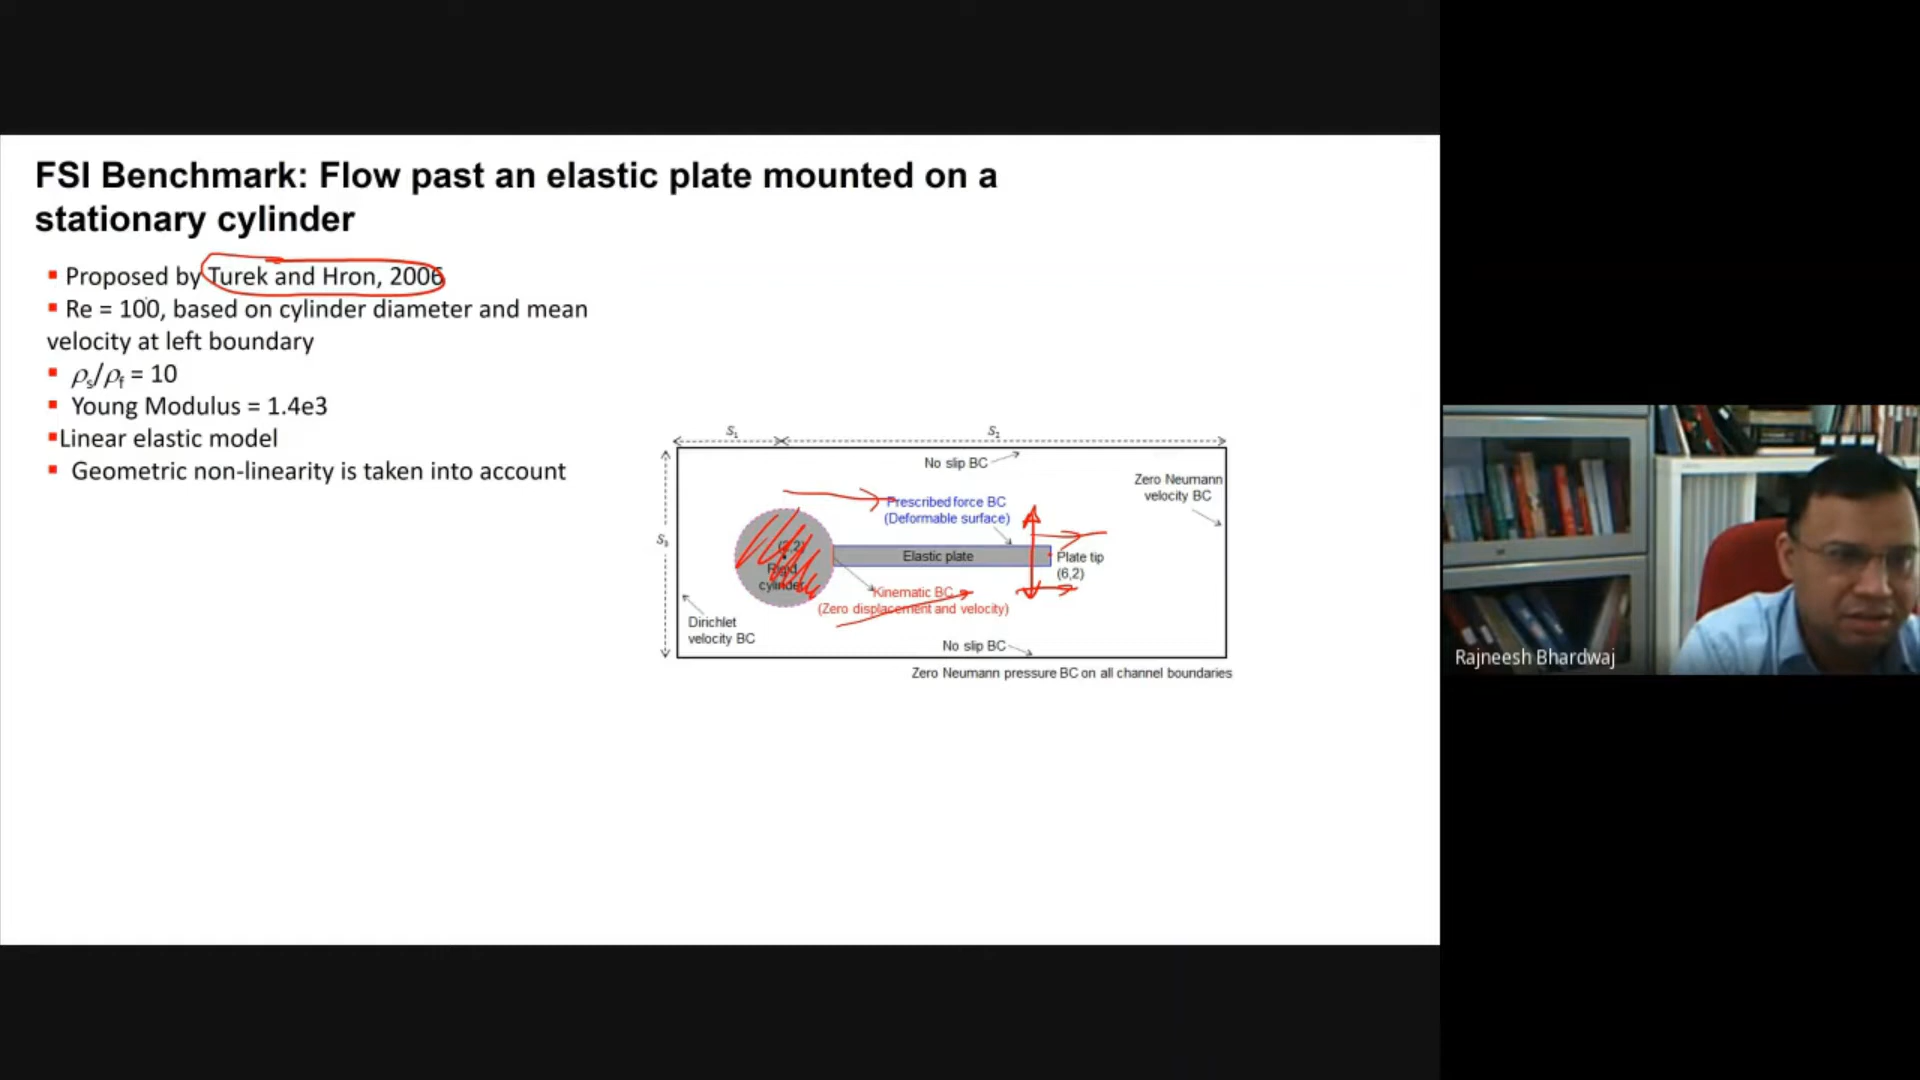 FSI Benchmark: Flow past an elastic plate mounted on a
stationary cylinder
Proposed by Turek and Hron, 2006
Re = 100, based on cylinder diameter and mean
velocity at left boundary
ρs/ρf = 10
Young Modulus = 1.4e3
Linear elastic model
Geometric non-linearity is taken into account
S1
S2
No slip BC
Zero Neumann
velocity BC
Prescribed force BC
(Deformable surface)
S3
(2,2)
Rigid
cylinder
Elastic plate
Plate tip
(6,2)
Kinematic BC
(Zero displacement and velocity)
Dirichlet
velocity BC
No slip BC
Zero Neumann pressure BC on all channel boundaries
Rajneesh Bhardwaj